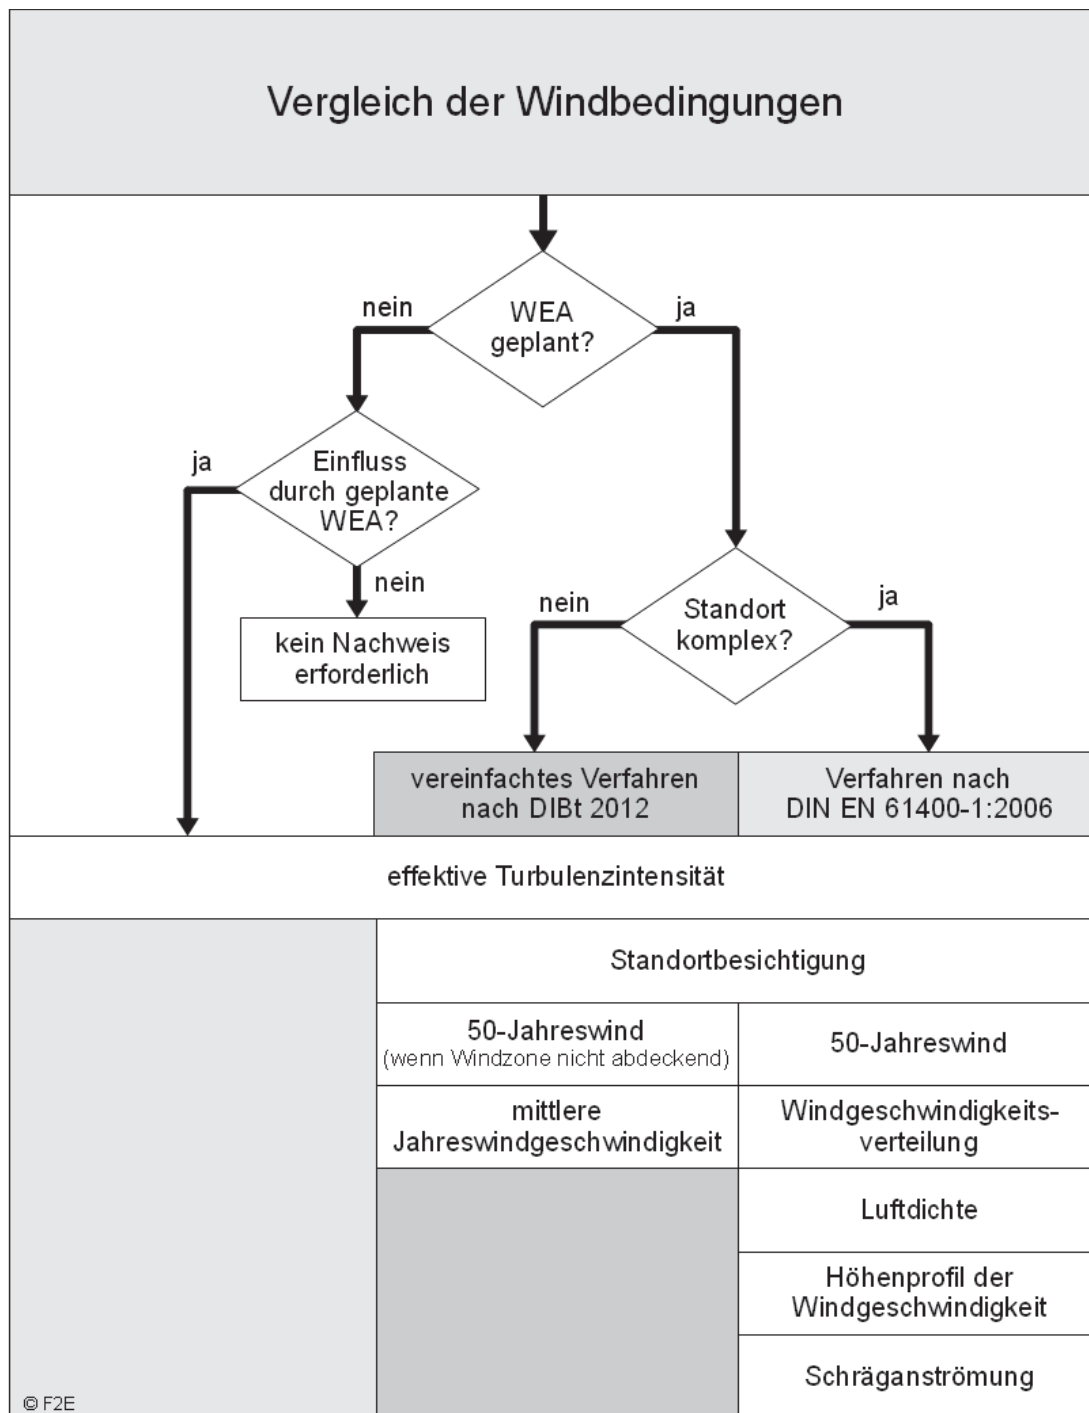 Vergleich der Windbedingungen
nein
WEA
geplant?
ja
ja
Einfluss
durch geplante
WEA?
nein
kein Nachweis
erforderlich
nein
Standort
komplex?
ja
vereinfachtes Verfahren
nach DIBt 2012
Verfahren nach
DIN EN 61400-1:2006
effektive Turbulenzintensität
Standortbesichtigung
50-Jahreswind
(wenn Windzone nicht abdeckend)
50-Jahreswind
mittlere
Jahreswindgeschwindigkeit
Windgeschwindigkeits-
verteilung
Luftdichte
Höhenprofil der
Windgeschwindigkeit
Schräganströmung
© F2E